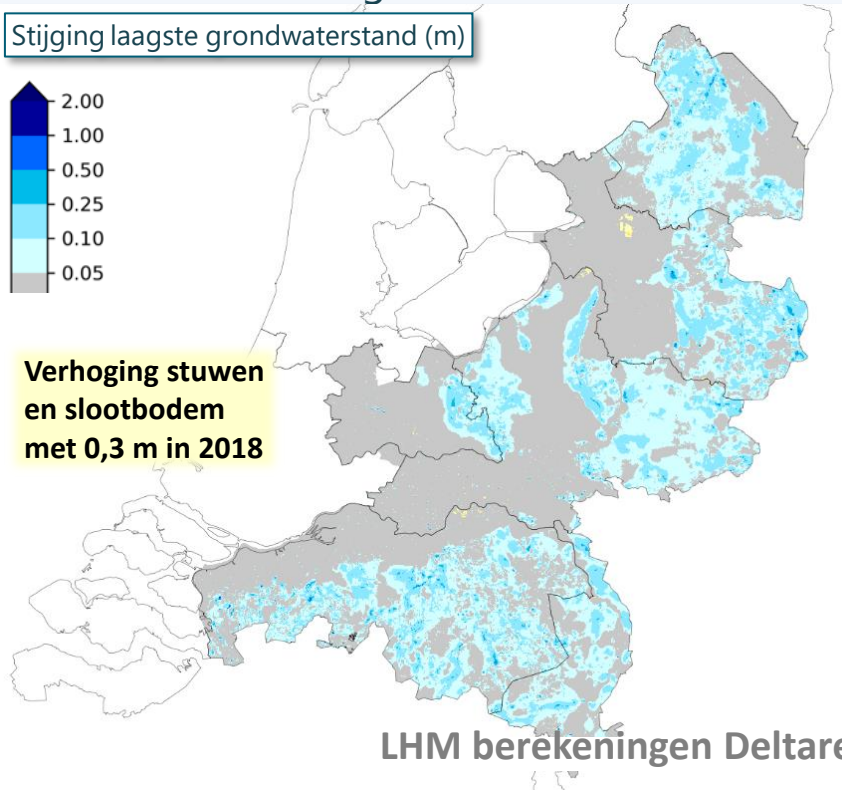 Stijging laagste grondwaterstand (m)
2.00
1.00
0.50
0.25
0.10
0.05
Verhoging stuwen
en slootbodem
met 0,3 m in 2018
LHM berekeningen Deltare